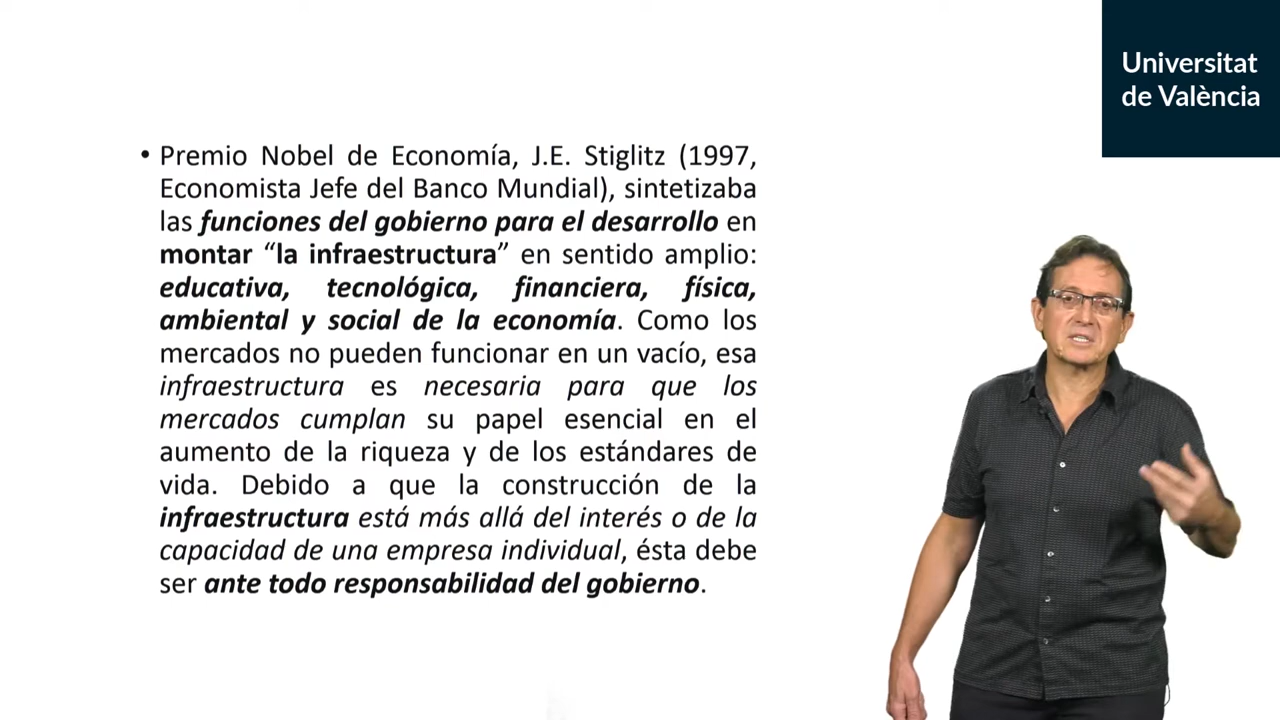 Universitat
de València
• Premio Nobel de Economía, J.E. Stiglitz (1997,
Economista Jefe del Banco Mundial), sintetizaba
las funciones del gobierno para el desarrollo en
montar “la infraestructura” en sentido amplio:
educativa, tecnológica, financiera, física,
ambiental y social de la economía. Como los
mercados no pueden funcionar en un vacío, esa
infraestructura es necesaria para que los
mercados cumplan su papel esencial en el
aumento de la riqueza y de los estándares de
vida. Debido a que la construcción de la
infraestructura está más allá del interés o de la
capacidad de una empresa individual, ésta debe
ser ante todo responsabilidad del gobierno.